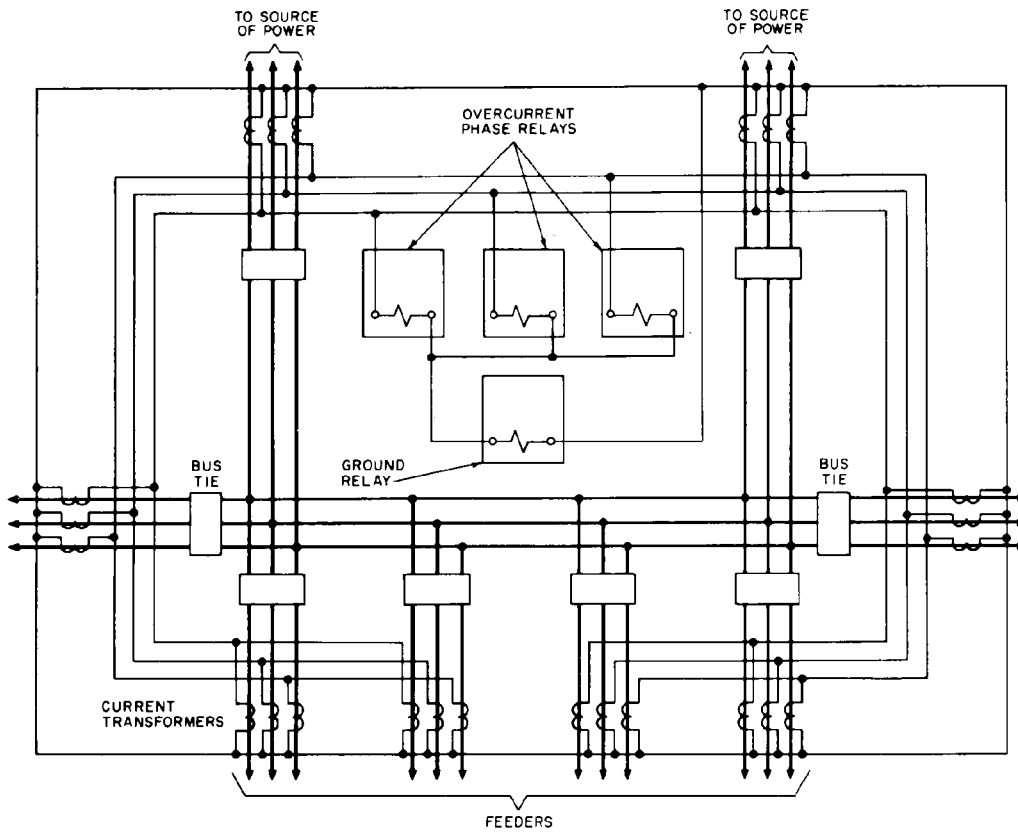 TO SOURCE
OF POWER
TO SOURCE
OF POWER
OVERCURRENT
PHASE RELAYS
GROUND
RELAY
BUS
TIE
BUS
TIE
CURRENT
TRANSFORMERS
FEEDERS